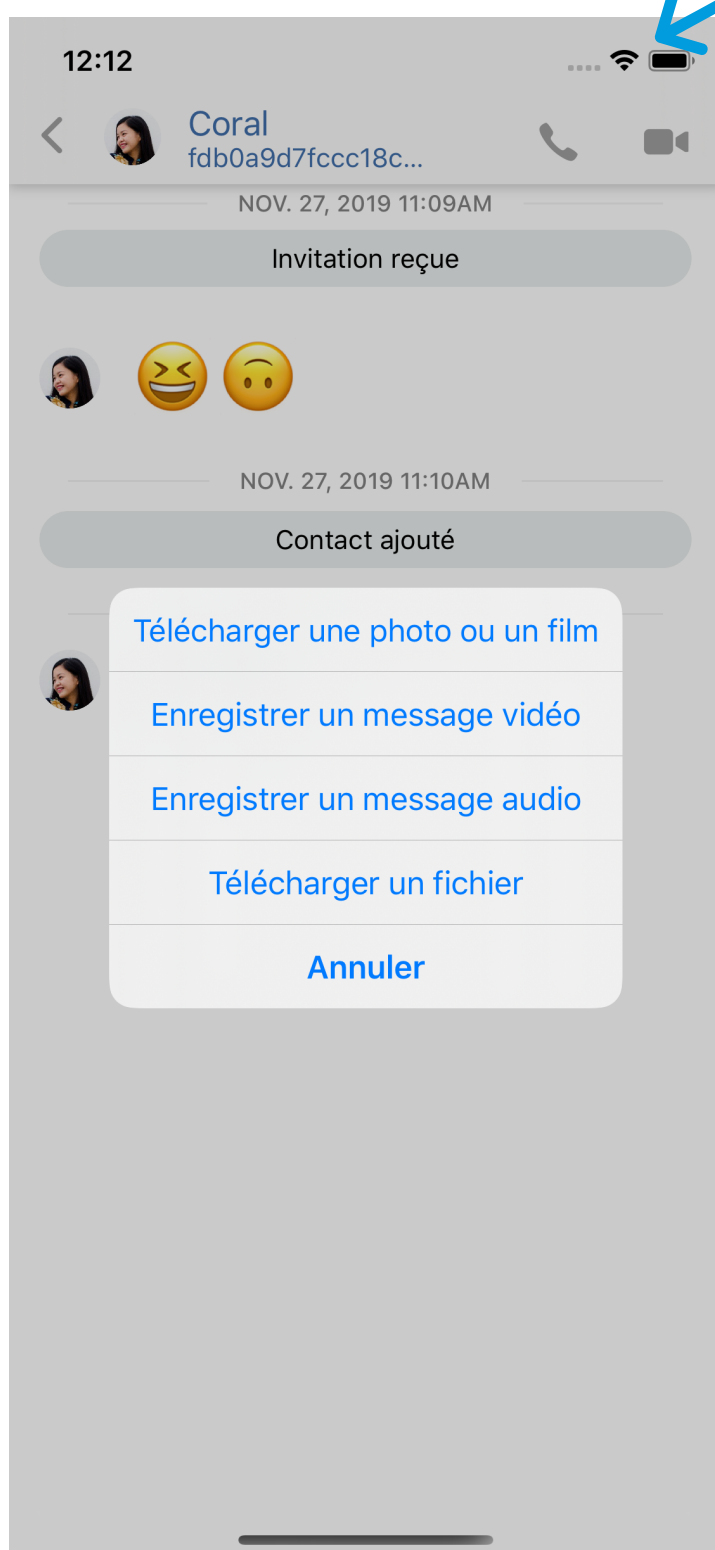 12:12
Coral
fdb0a9d7fccc18c...
NOV. 27, 2019 11:09AM
Invitation reçue
NOV. 27, 2019 11:10AM
Contact ajouté
Télécharger une photo ou un film
Enregistrer un message vidéo
Enregistrer un message audio
Télécharger un fichier
Annuler